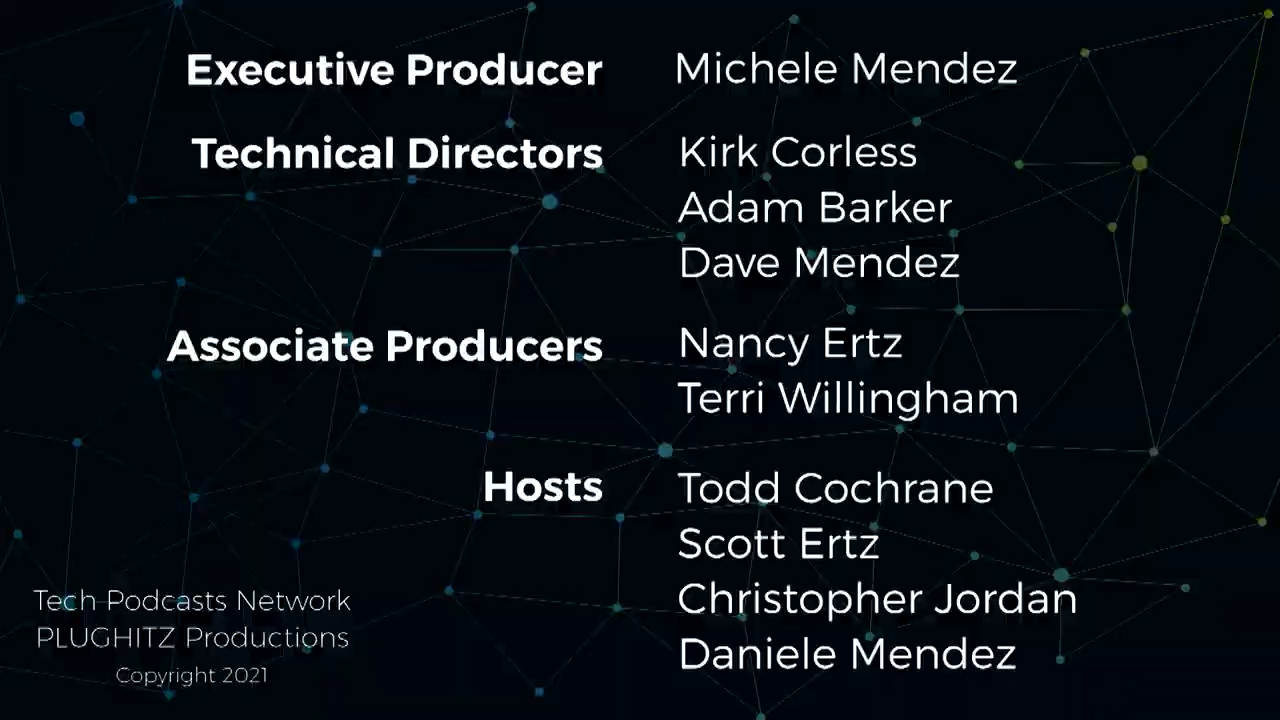 Executive Producer Michele Mendez
Technical Directors Kirk Corless
Adam Barker
Dave Mendez
Associate Producers Nancy Ertz
Terri Willingham
Hosts Todd Cochrane
Scott Ertz
Christopher Jordan
Daniele Mendez
Tech Podcasts Network
PLUGHITZ Productions
Copyright 2021